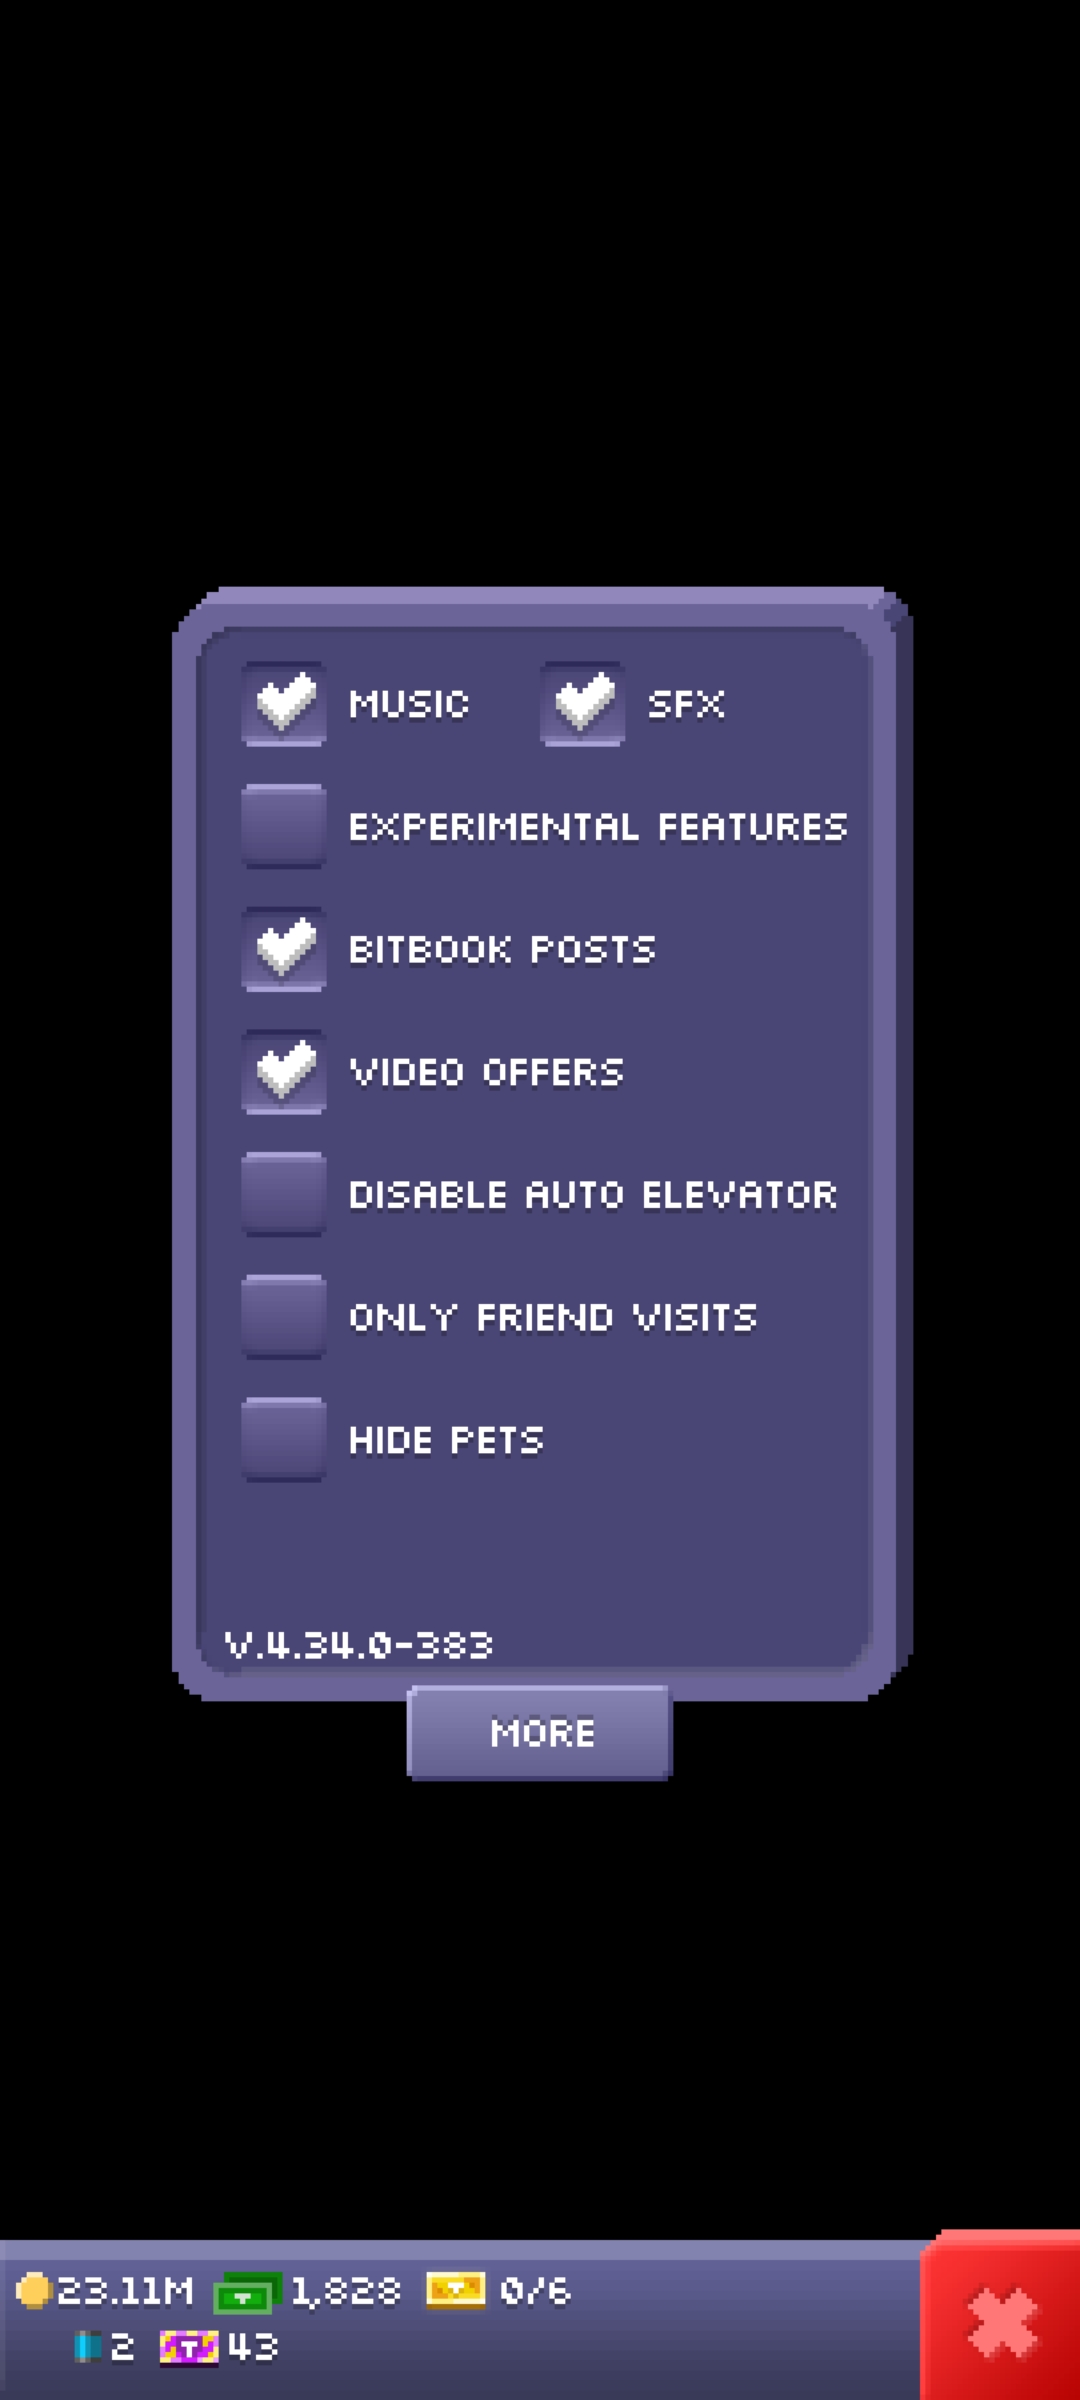 MUSIC SFX
EXPERIMENTAL FEATURES
BITBOOK POSTS
VIDEO OFFERS
DISABLE AUTO ELEVATOR
ONLY FRIEND VISITS
HIDE PETS
V.4.34.0-383
MORE
23.11M 1,828 0/6
2 43